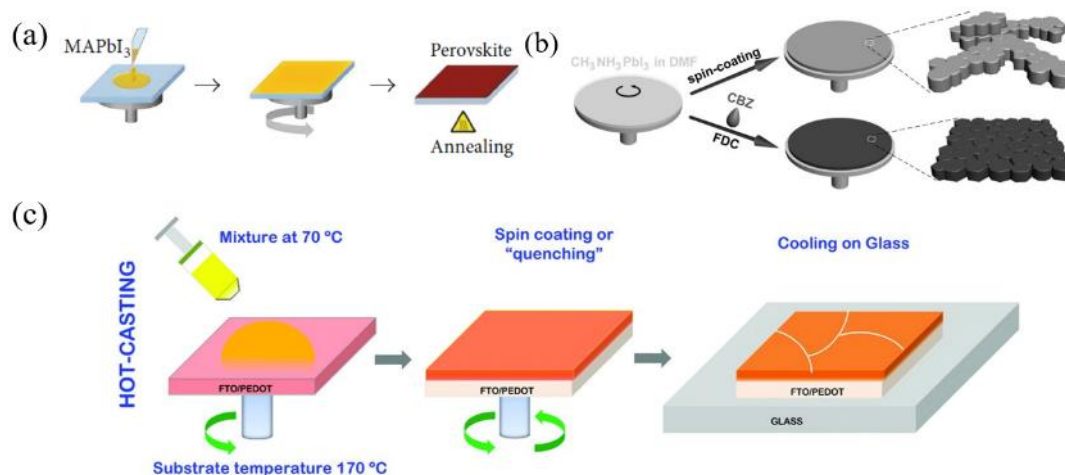 (a)
MAPbI₃
Perovskite
Annealing
(b)
CH₃NH₃PbI₃ in DMF
spin-coating
CBZ
FDC
(c)
HOT-CASTING
Mixture at 70 ºC
FTO/PEDOT
Substrate temperature 170 ºC
Spin coating or
"quenching"
FTO/PEDOT
Cooling on Glass
FTO/PEDOT
GLASS